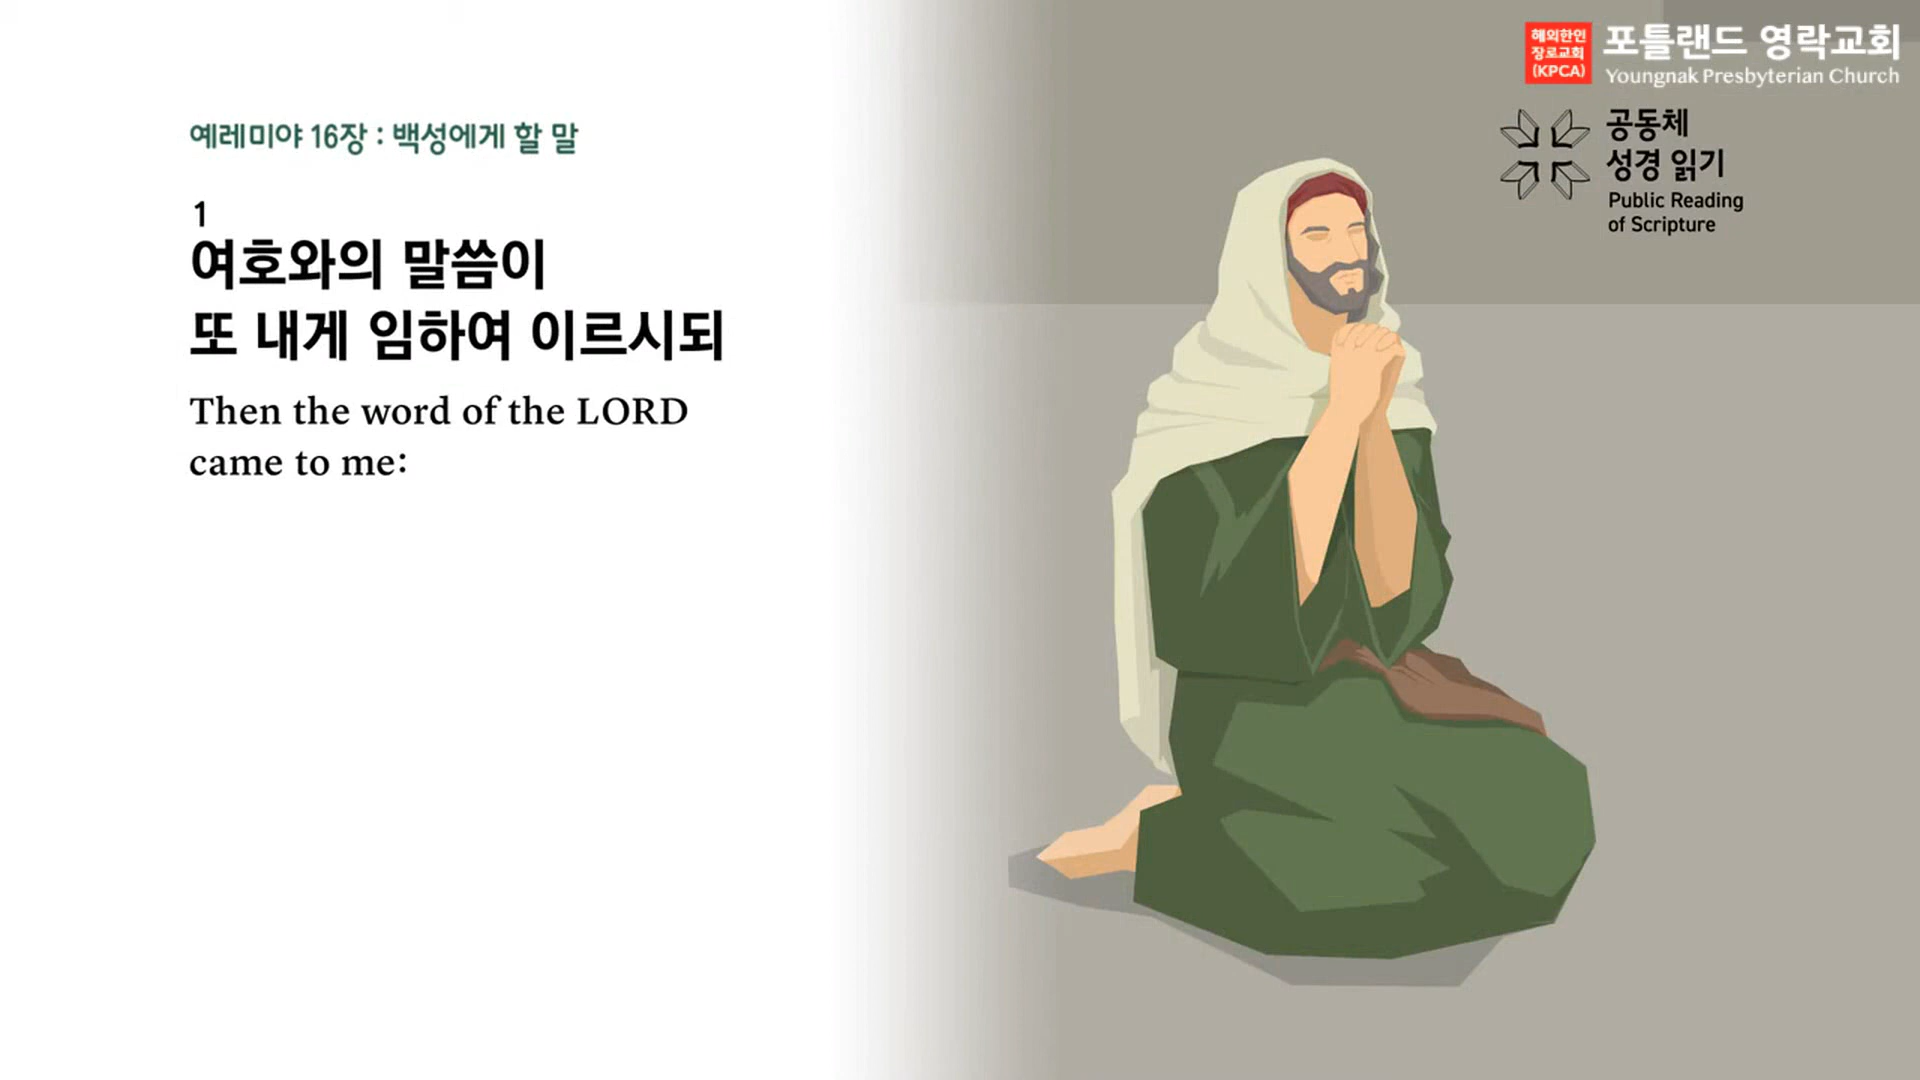 해외한인
장로교회
(KPCA)
포틀랜드 영락교회
Youngnak Presbyterian Church
공동체
성경 읽기
Public Reading
of Scripture
예레미야 16장 : 백성에게 할 말
1
여호와의 말씀이
또 내게 임하여 이르시되
Then the word of the LORD
came to me: